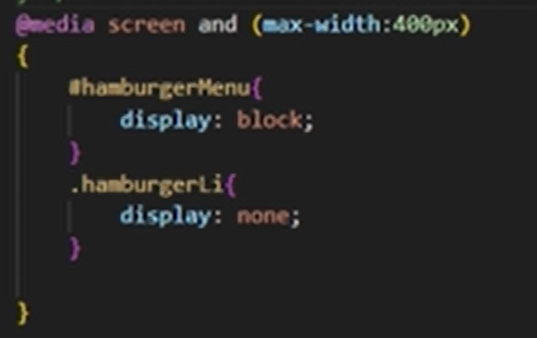 @media screen and (max-width:400px)
{
#hamburgerMenu{
display: block;
}
.hamburgerLi{
display: none;
}
}